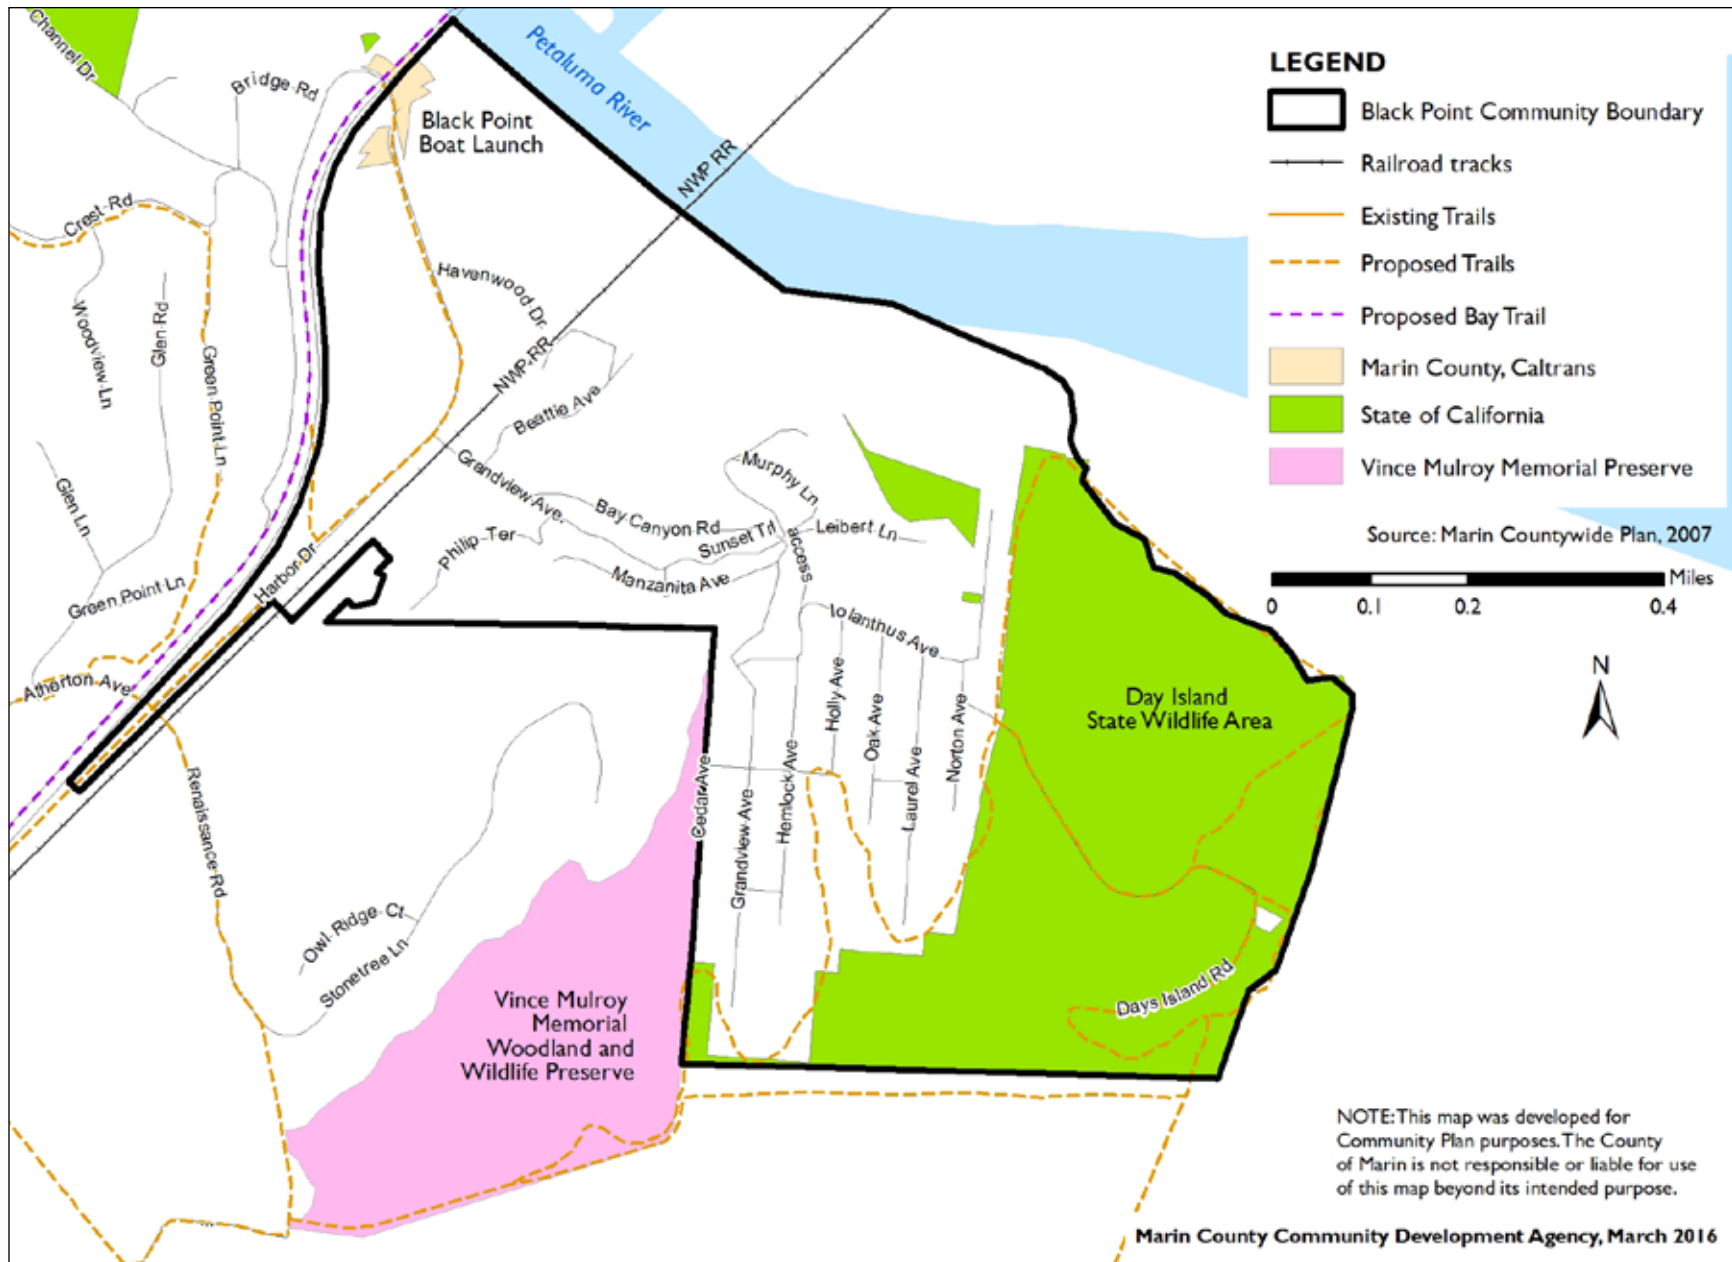 Channel Dr
Bridge Rd
Petaluma River
Black Point
Boat Launch
NWP RR
Crest Rd
Havenwood Dr
Woodview Ln
Glen Rd
Green Point Ln
NWP RR
Beattie Ave
Grandview Ave
Murphy Ln
Glen Ln
Bay Canyon Rd
Leibert Ln
Sunset Trl
Philip Ter
access
Manzanita Ave
Harbor Dr
Green Point Ln
Iolanthus Ave
Atherton Ave
Holly Ave
Oak Ave
Norton Ave
Day Island
State Wildlife Area
Renaissance Rd
Cedar Ave
Grandview Ave
Hemlock Ave
Laurel Ave
Owl Ridge Ct
Stonetree Ln
Days Island Rd
Vince Mulroy
Memorial
Woodland and
Wildlife Preserve
LEGEND
Black Point Community Boundary
Railroad tracks
Existing Trails
Proposed Trails
Proposed Bay Trail
Marin County, Caltrans
State of California
Vince Mulroy Memorial Preserve
Source: Marin Countywide Plan, 2007
Miles
0 0.1 0.2 0.4
N
NOTE: This map was developed for
Community Plan purposes. The County
of Marin is not responsible or liable for use
of this map beyond its intended purpose.
Marin County Community Development Agency, March 2016